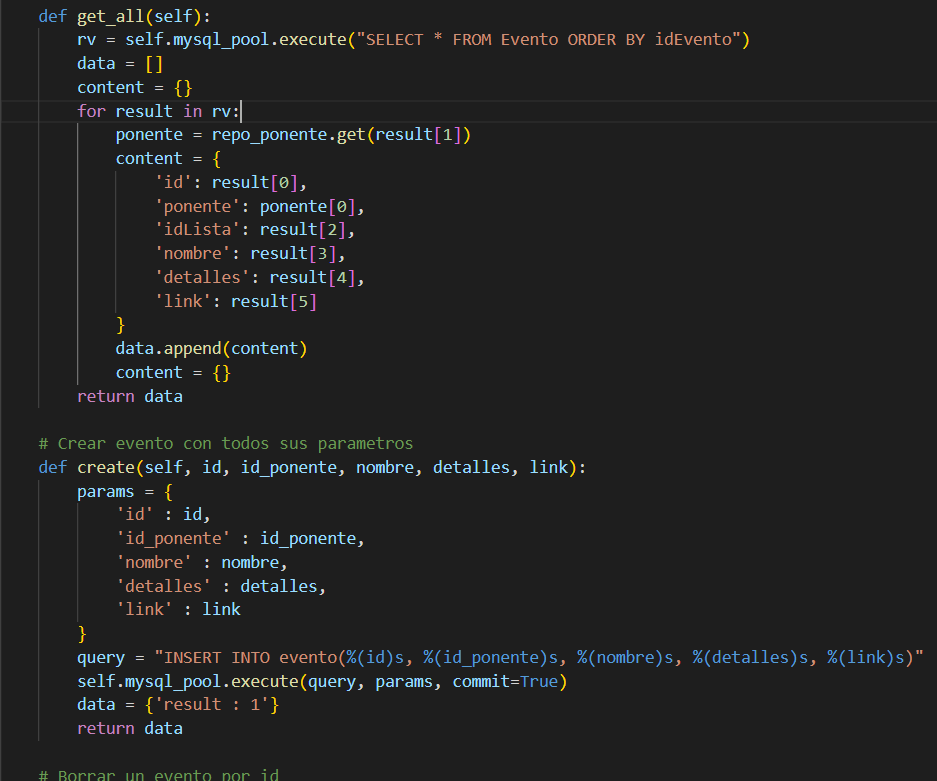 def get_all(self):
rv = self.mysql_pool.execute("SELECT * FROM Evento ORDER BY idEvento")
data = []
content = {}
for result in rv:
ponente = repo_ponente.get(result[1])
content = {
'id': result[0],
'ponente': ponente[0],
'idLista': result[2],
'nombre': result[3],
'detalles': result[4],
'link': result[5]
}
data.append(content)
content = {}
return data
# Crear evento con todos sus parametros
def create(self, id, id_ponente, nombre, detalles, link):
params = {
'id' : id,
'id_ponente' : id_ponente,
'nombre' : nombre,
'detalles' : detalles,
'link' : link
}
query = "INSERT INTO evento(%(id)s, %(id_ponente)s, %(nombre)s, %(detalles)s, %(link)s)"
self.mysql_pool.execute(query, params, commit=True)
data = {'result : 1'}
return data
# Borrar un evento por id